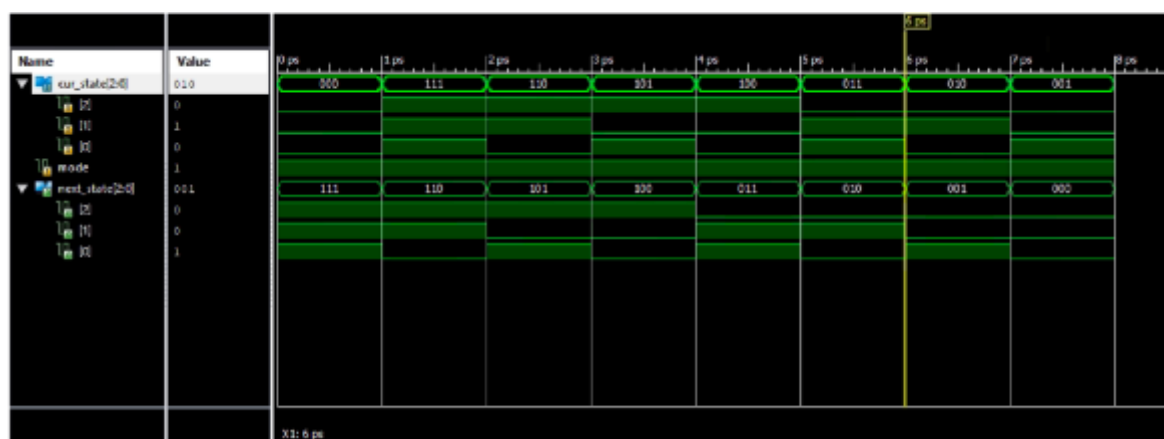 6 ps
Name Value 0 ps 1 ps 2 ps 3 ps 4 ps 5 ps 6 ps 7 ps 8 ps
cur_state[2:0] 010 000 111 110 101 100 011 010 001
[2] 0
[1] 1
[0] 0
mode 1
next_state[2:0] 001 111 110 101 100 011 010 001 000
[2] 0
[1] 0
[0] 1
X1: 6 ps